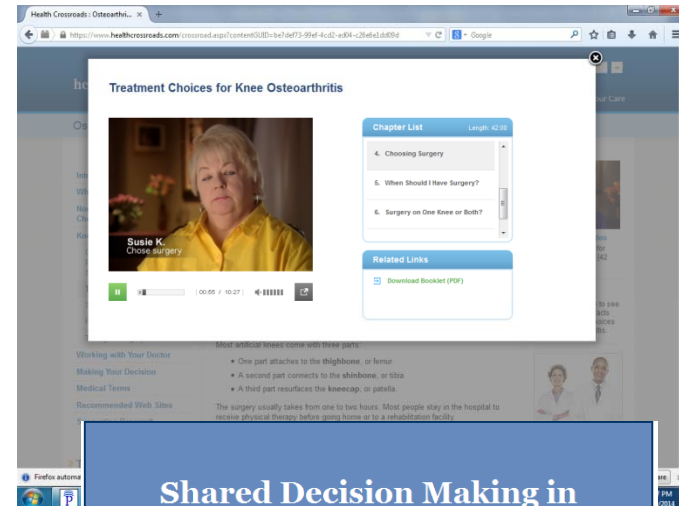 Health Crossroads : Osteoarthri...
https://www.healthcrossroads.com/crossroad.aspx?contentGUID=be7def73-99ef-4cd2-ad04-c26e8e1dd09d
Google
Treatment Choices for Knee Osteoarthritis
Susie K.
Chose surgery
00:55 / 10:27
Chapter List
Length: 42:00
4. Choosing Surgery
5. When Should I Have Surgery?
6. Surgery on One Knee or Both?
Related Links
Download Booklet (PDF)
Most artificial knees come with three parts:
One part attaches to the thighbone, or femur
A second part connects to the shinbone, or tibia
A third part resurfaces the kneecap, or patella.
The surgery usually takes from one to two hours. Most people stay in the hospital to
receive physical therapy before going home or to a rehabilitation facility.
Working with Your Doctor
Making Your Decision
Medical Terms
Recommended Web Sites
Shared Decision Making in